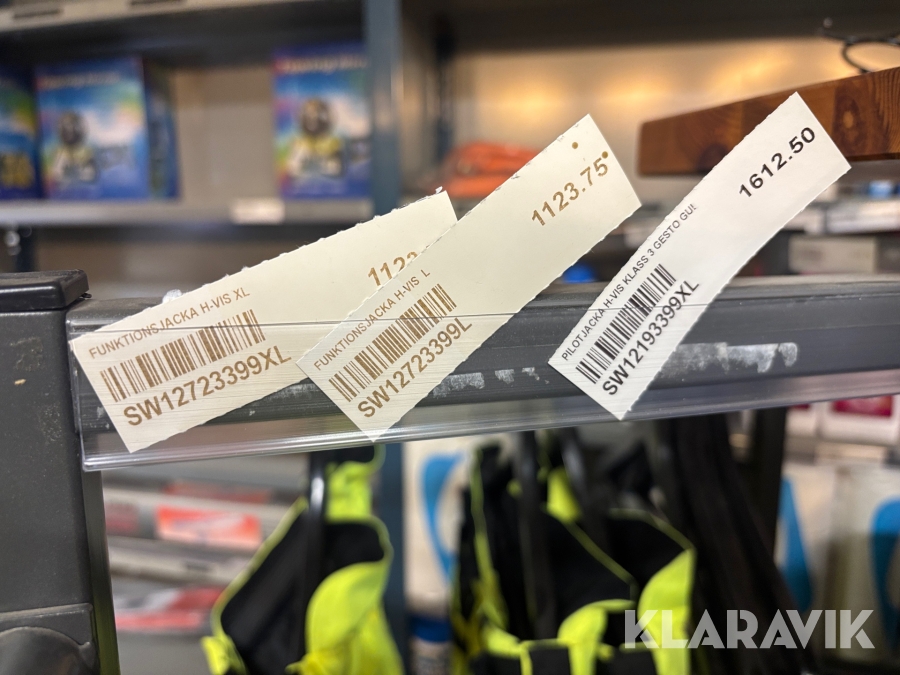 FUNKTIONSJACKA H-VIS XL
SW12723399XL
1123.75
FUNKTIONSJACKA H-VIS L
SW12723399L
1612.50
PILOTJACKA H-VIS KLASS 3 GESTO GUL
SW12193399XL
KLARAVIK